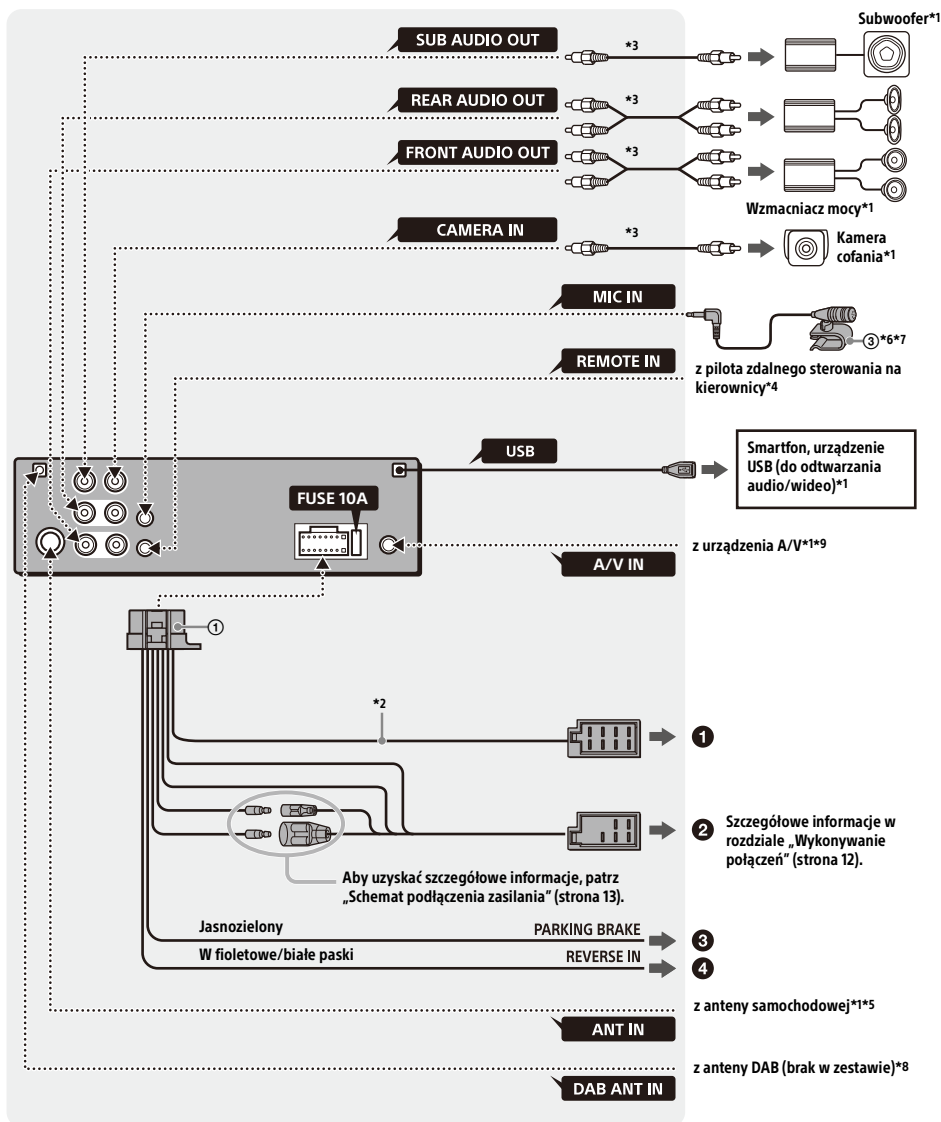 Subwoofer*1
SUB AUDIO OUT
*3
REAR AUDIO OUT
*3
FRONT AUDIO OUT
*3
Wzmacniacz mocy*1
CAMERA IN
*3
Kamera
cofania*1
MIC IN
③*6*7
REMOTE IN
z pilota zdalnego sterowania na
kierownicy*4
USB
Smartfon, urządzenie
USB (do odtwarzania
audio/wideo)*1
FUSE 10A
z urządzenia A/V*1*9
A/V IN
①
*2
❶
❷
Szczegółowe informacje w
rozdziale „Wykonywanie
połączeń” (strona 12).
Aby uzyskać szczegółowe informacje, patrz
„Schemat podłączenia zasilania” (strona 13).
Jasnozielony PARKING BRAKE ❸
W fioletowe/białe paski REVERSE IN ❹
z anteny samochodowej*1*5
ANT IN
z anteny DAB (brak w zestawie)*8
DAB ANT IN